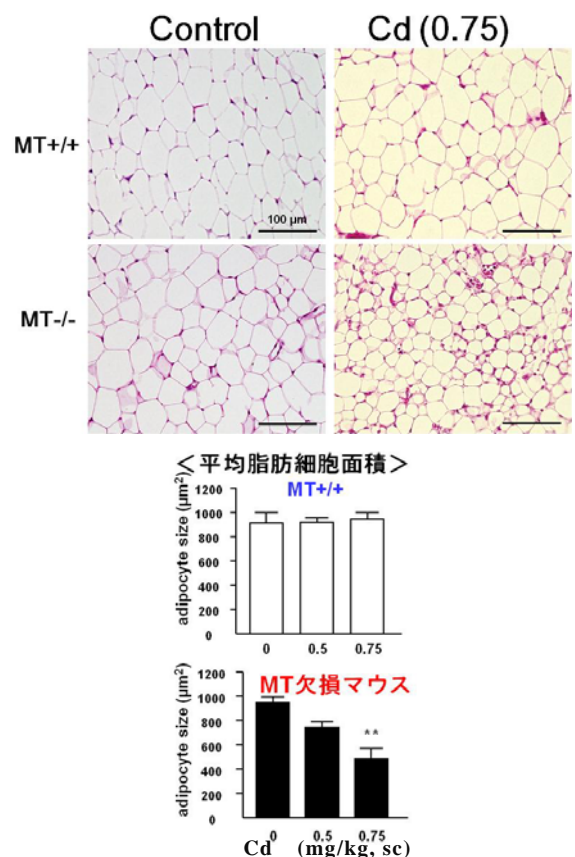 Control Cd (0.75)
MT+/+
100 µm
MT-/-
＜平均脂肪細胞面積＞
MT+/+
adipocyte size (µm²)
1200
1000
800
600
400
200
0
0 0.5 0.75
MT欠損マウス
adipocyte size (µm²)
1200
1000
800
600
400
200
0
**
0 0.5 0.75
Cd (mg/kg, sc)